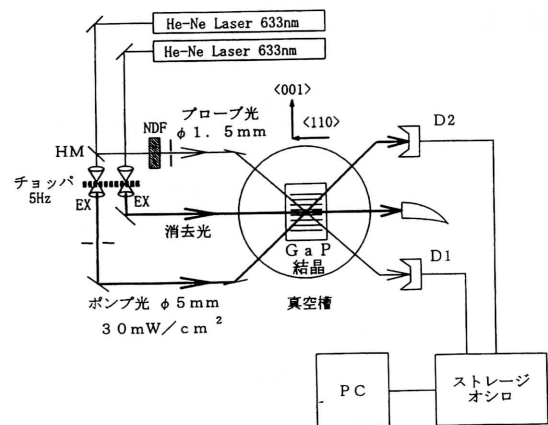 He-Ne Laser 633nm
He-Ne Laser 633nm
<001>
<110>
プローブ光
φ1.5mm
NDF
HM
チョッパ
5Hz
EX
EX
消去光
GaP
結晶
D2
D1
ポンプ光 φ5mm
30mW/cm²
真空槽
PC
ストレージ
オシロ